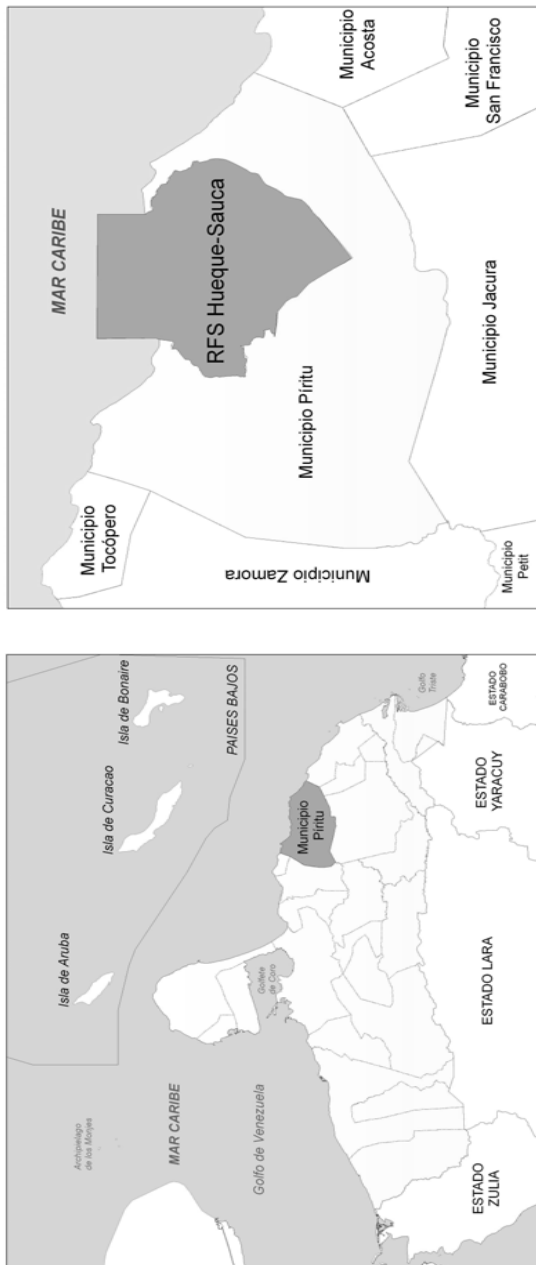 Archipielago
de los Monjes
Isla de Aruba
Isla de Curacao
Isla de Bonaire
PAISES BAJOS
MAR CARIBE
Golfo de Venezuela
Golfete
de Coro
Municipio
Píritu
Golfo
Triste
ESTADO
ZULIA
ESTADO LARA
ESTADO
YARACUY
ESTADO
CARABOBO
MAR CARIBE
Municipio
Tocópero
RFS Hueque-Sauca
Municipio
Acosta
Municipio
San Francisco
Municipio Píritu
Municipio Zamora
Municipio Jacura
Municipio
Petit